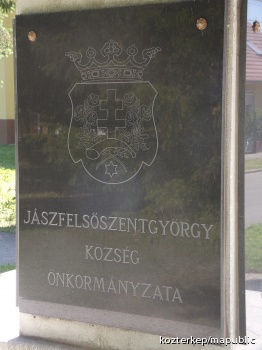 JÁSZFELSŐSZENTGYÖRGY
KÖZSÉG
ÖNKORMÁNYZATA
kozterkep/mapublic